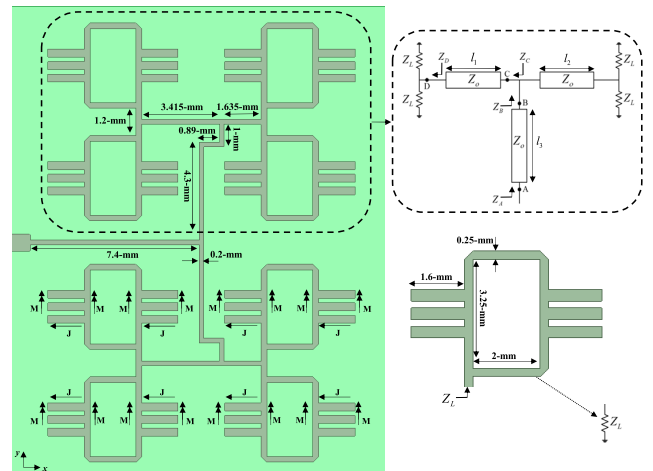 3.415-mm
1.635-mm
1.2-mm
0.89-mm
1-mm
4.3-mm
7.4-mm
0.2-mm
M M M M M M M M
J J J J
J J J J
M M M M M M M M
y
x
Z_L Z_D l_1 C Z_C l_2 Z_L
D Z_o Z_o
Z_L Z_B B Z_L
Z_o l_3
Z_A A
0.25-mm
1.6-mm
3.25-mm
2-mm
Z_L
Z_L